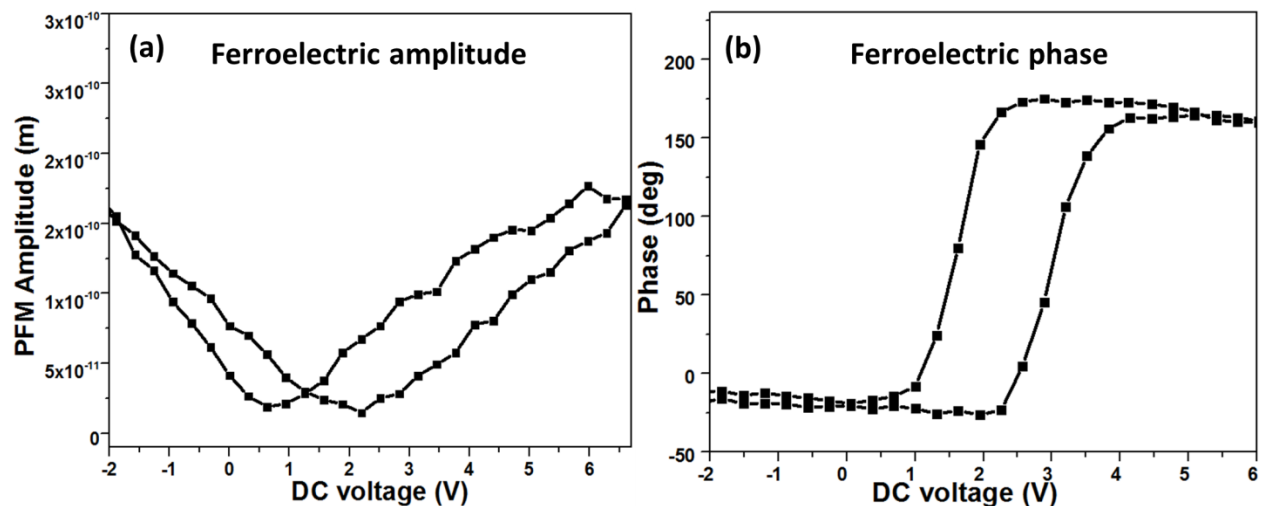 (a) Ferroelectric amplitude
3x10⁻¹⁰
3x10⁻¹⁰
2x10⁻¹⁰
2x10⁻¹⁰
1x10⁻¹⁰
5x10⁻¹¹
0
PFM Amplitude (m)
-2 -1 0 1 2 3 4 5 6
DC voltage (V)
(b) Ferroelectric phase
200
150
100
50
0
-50
Phase (deg)
-2 -1 0 1 2 3 4 5 6
DC voltage (V)